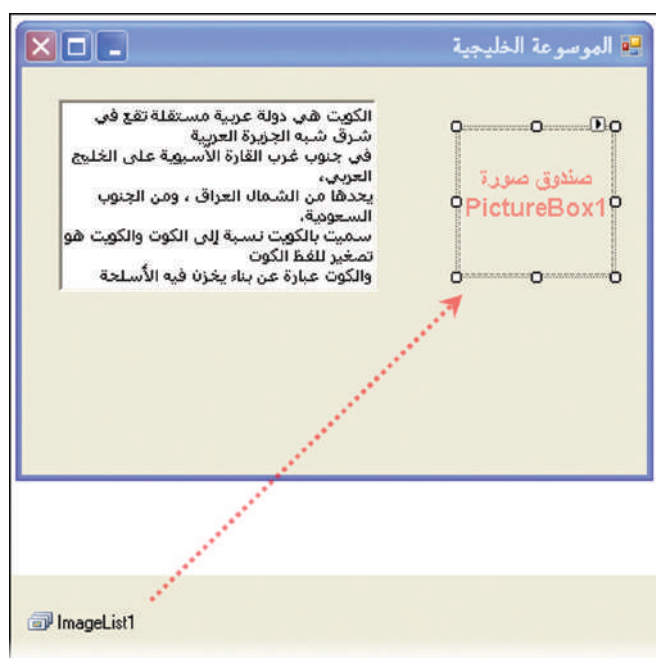 الموسوعة الخليجية
صندوق صورة
PictureBox1
الكويت هي دولة عربية مستقلة تقع في
شرق شبه الجزيرة العربية
في جنوب غرب القارة الأسيوية على الخليج
العربي،
يحدها من الشمال العراق ، ومن الجنوب
السعودية.
سميت بالكويت نسبة إلى الكوت والكويت هو
تصغير للفظ الكوت
والكوت عبارة عن بناء يخزن فيه الأسلحة
ImageList1